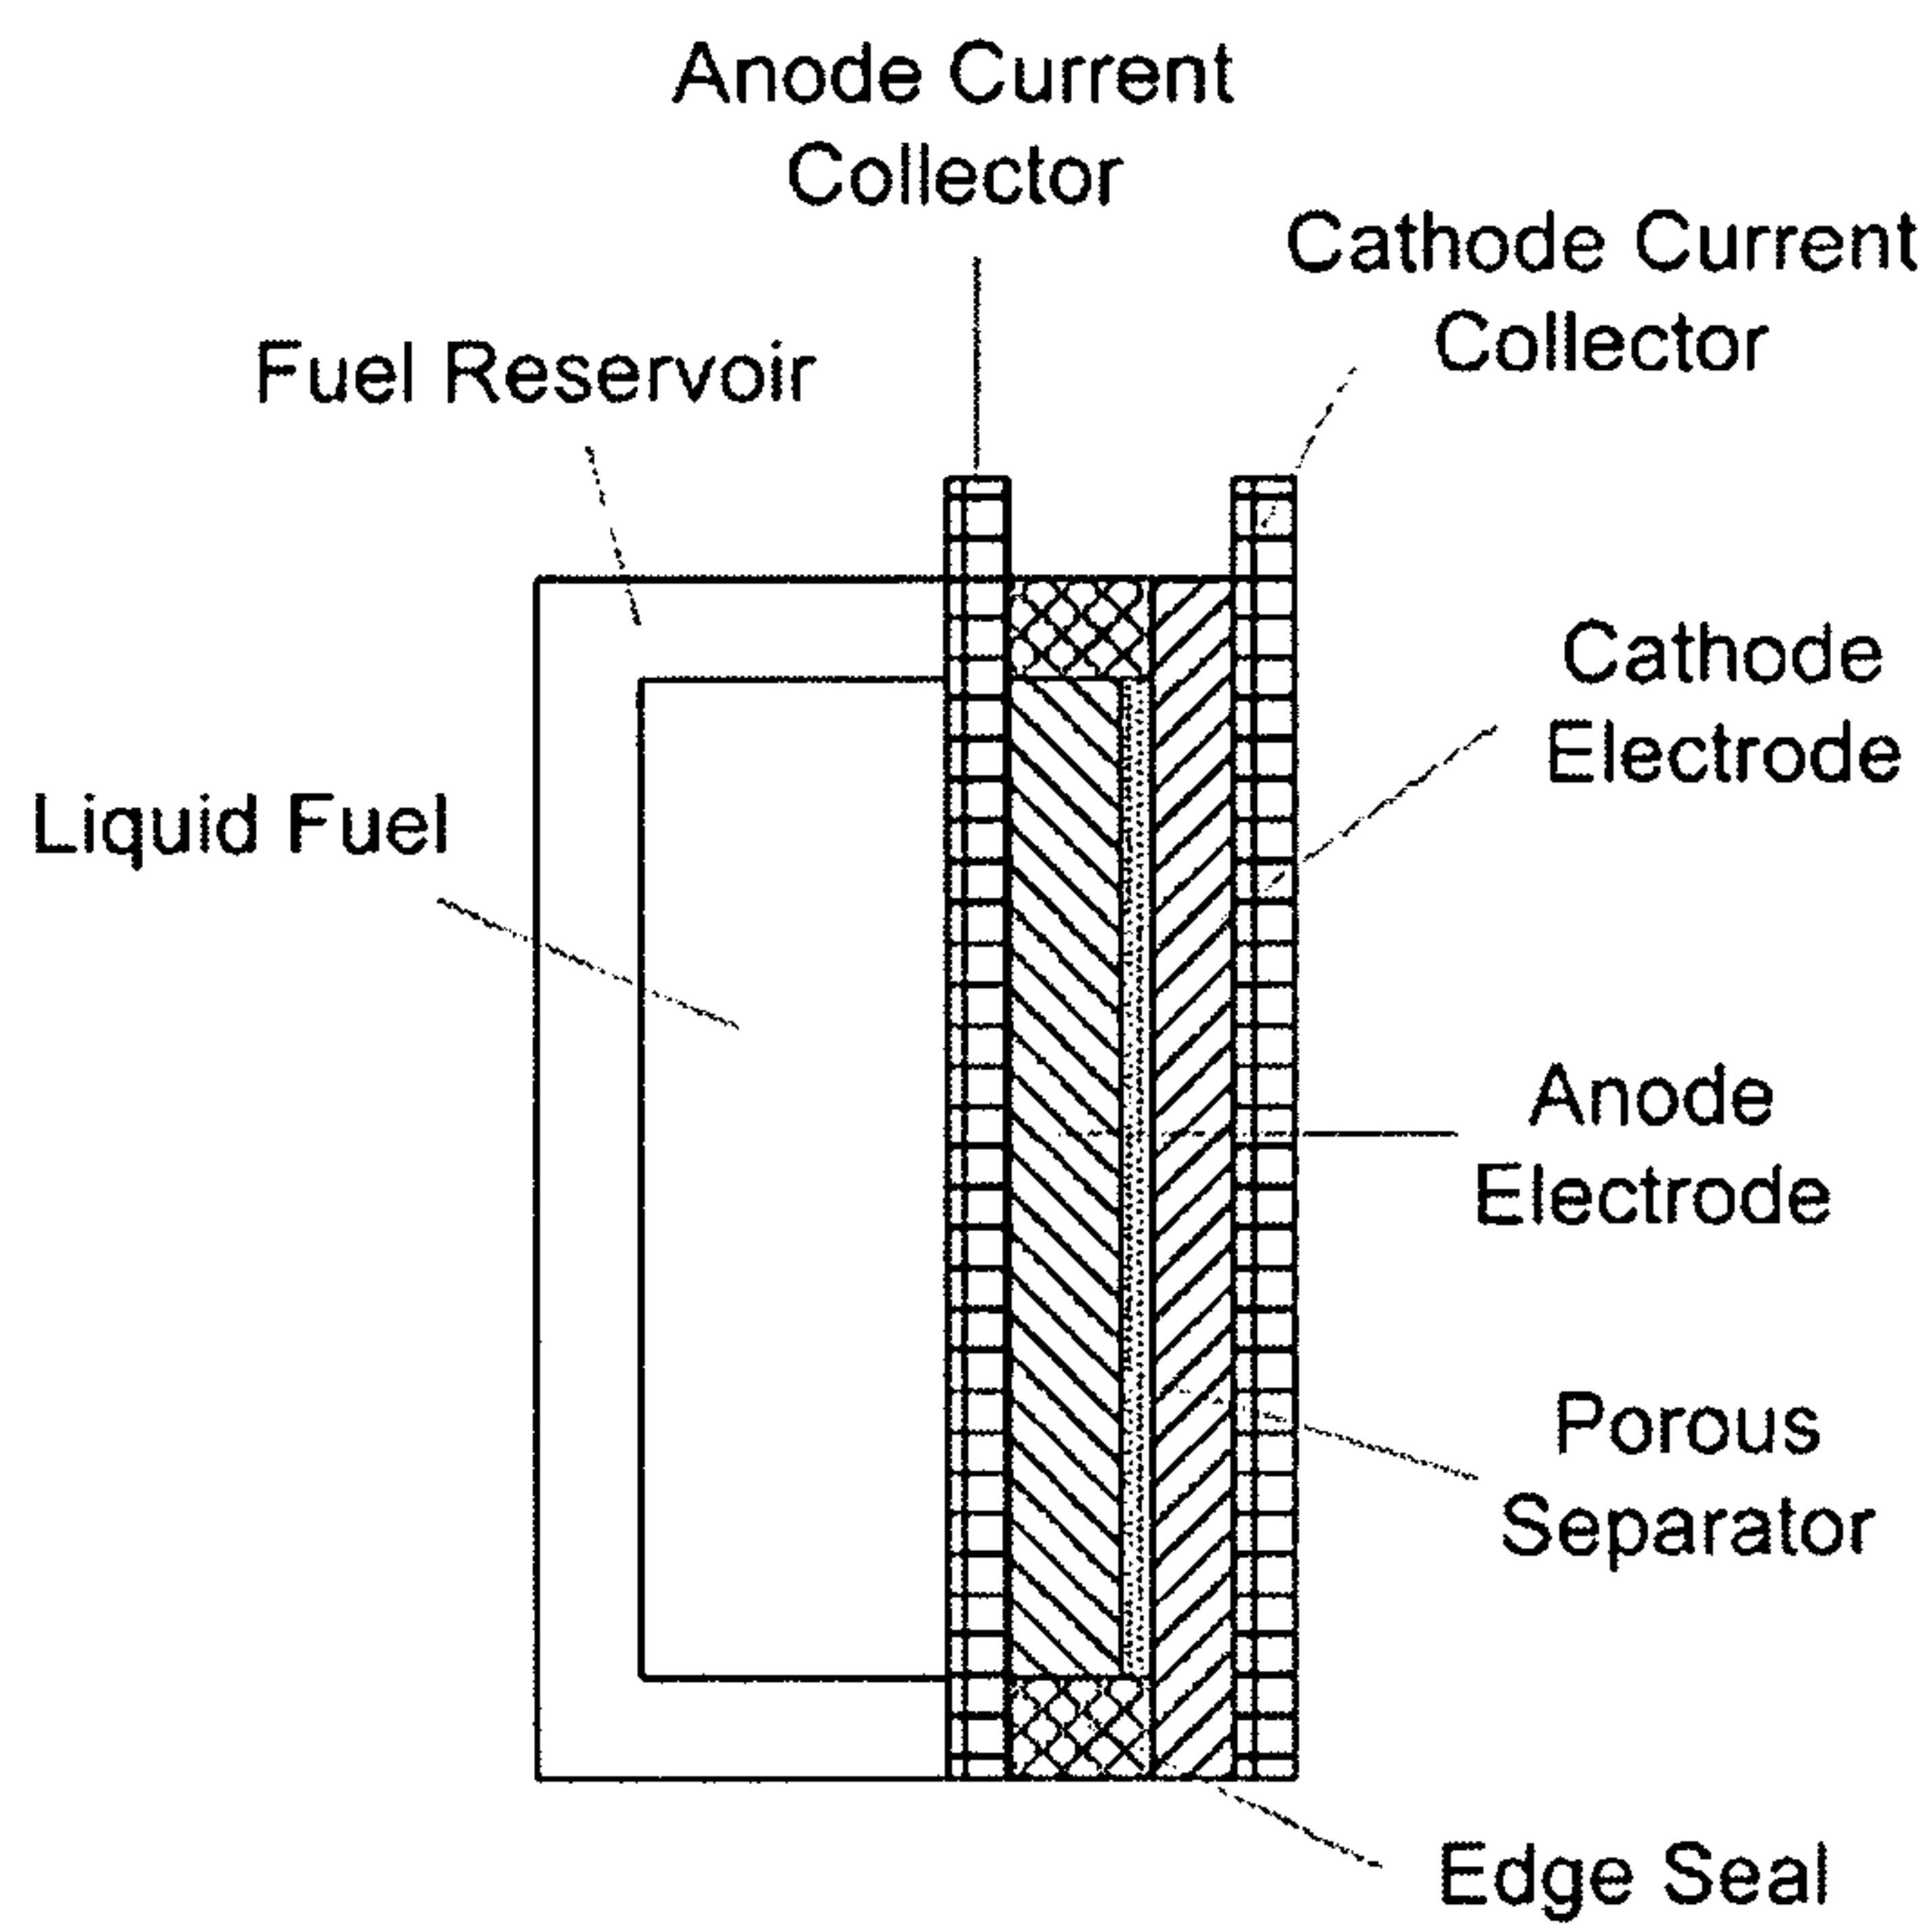 Anode Current
Collector
Cathode Current
Collector
Fuel Reservoir
Cathode
Electrode
Liquid Fuel
Anode
Electrode
Porous
Separator
Edge Seal